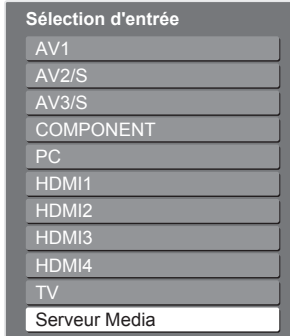 Sélection d'entrée
AV1
AV2/S
AV3/S
COMPONENT
PC
HDMI1
HDMI2
HDMI3
HDMI4
TV
Serveur Media